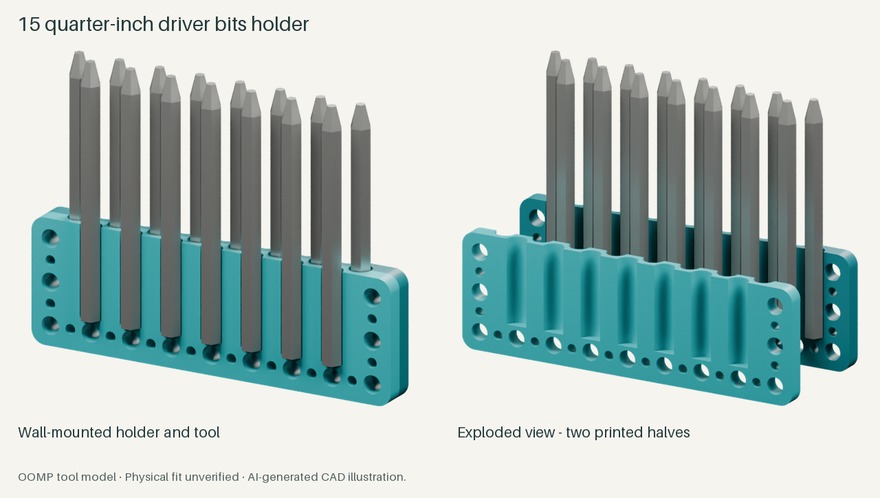 15 quarter-inch driver bits holder
Wall-mounted holder and tool
Exploded view - two printed halves
OOMP tool model · Physical fit unverified · AI-generated CAD illustration.